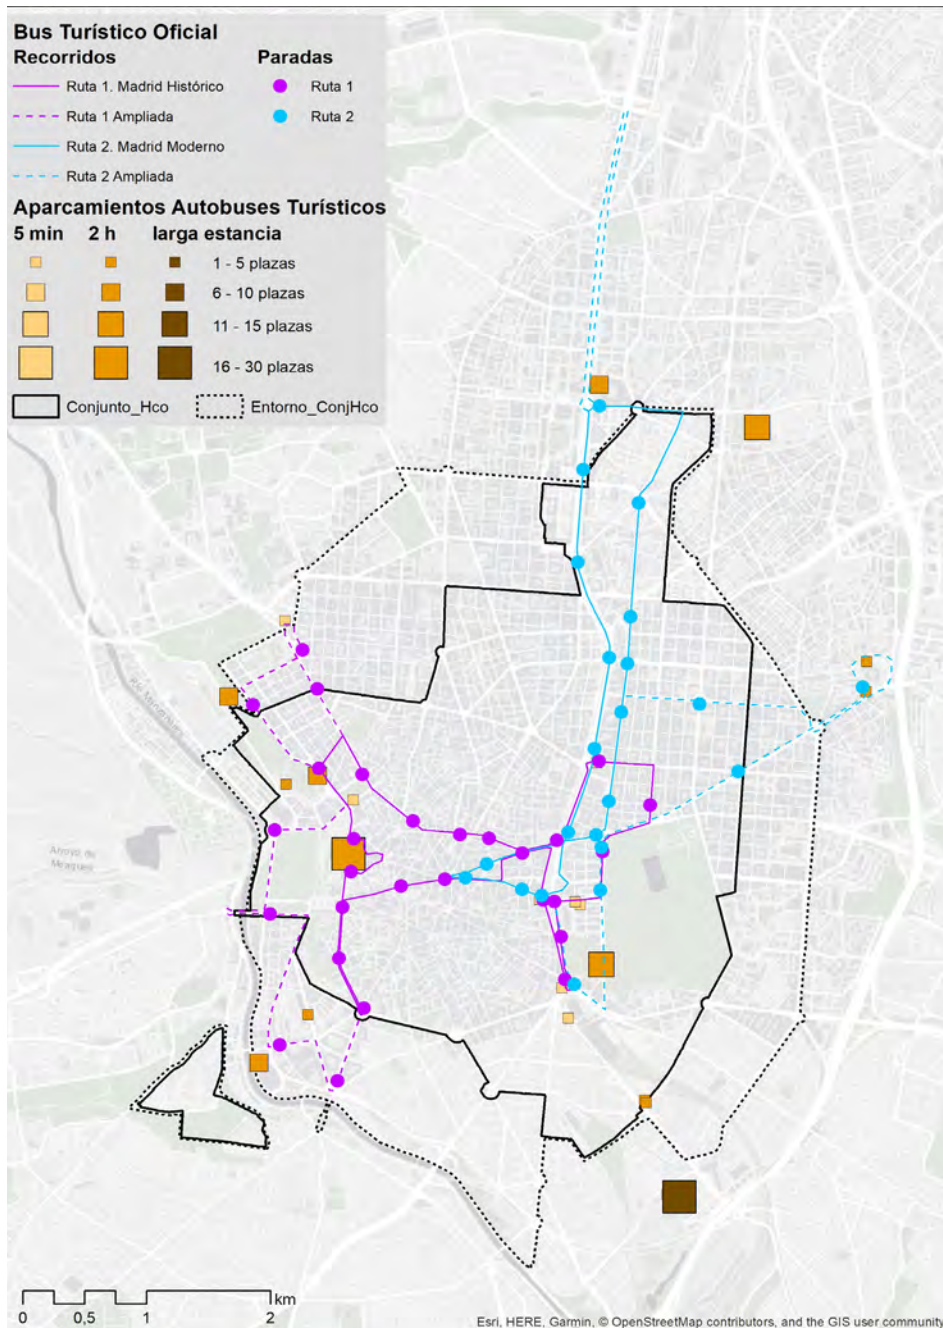 Bus Turístico Oficial
Recorridos Paradas
Ruta 1. Madrid Histórico Ruta 1
Ruta 1 Ampliada Ruta 2
Ruta 2. Madrid Moderno
Ruta 2 Ampliada
Aparcamientos Autobuses Turísticos
5 min 2 h larga estancia
1 - 5 plazas
6 - 10 plazas
11 - 15 plazas
16 - 30 plazas
Conjunto_Hco Entorno_ConjHco
Arroyo de
Meaques
km
0 0,5 1 2
Esri, HERE, Garmin, © OpenStreetMap contributors, and the GIS user community